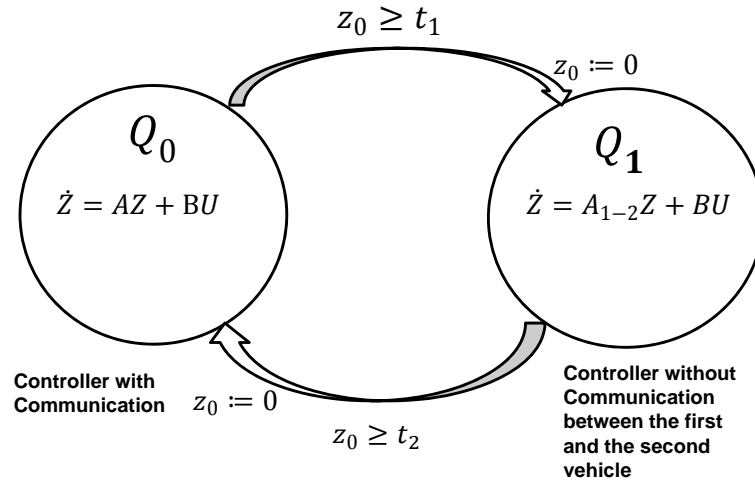 z₀ ≥ t₁
z₀ ≔ 0
Q₀
Ż = AZ + BU
Q₁
Ż = A₁₋₂Z + BU
Controller with
Communication
z₀ ≔ 0
z₀ ≥ t₂
Controller without
Communication
between the first
and the second
vehicle